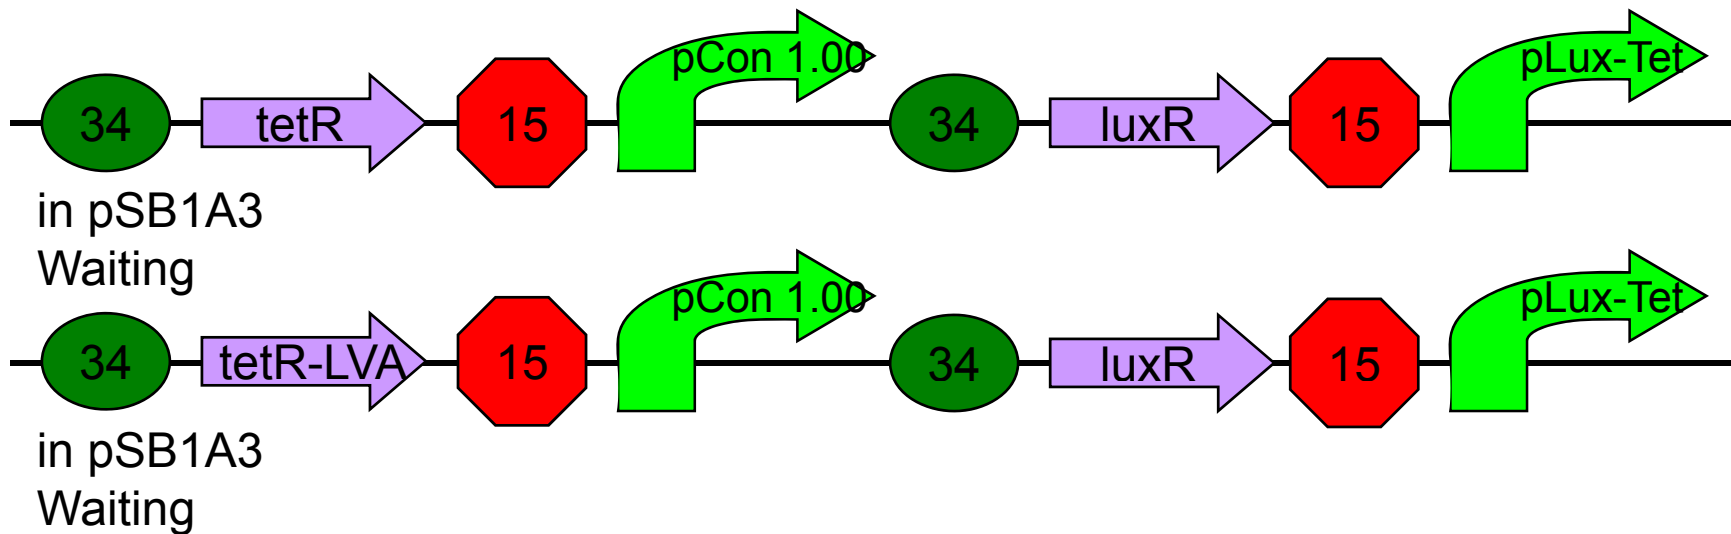 34 tetR 15 pCon 1.00 34 luxR 15 pLux-Tet
in pSB1A3
Waiting
34 tetR-LVA 15 pCon 1.00 34 luxR 15 pLux-Tet
in pSB1A3
Waiting